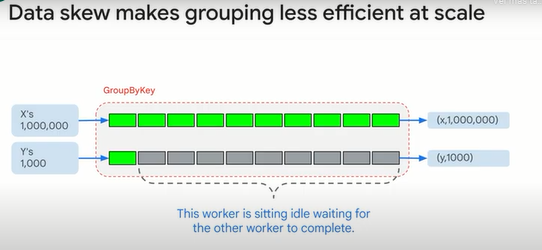 Data skew makes grouping less efficient at scale
GroupByKey
X's
1,000,000
(x,1,000,000)
Y's
1,000
(y,1000)
This worker is sitting idle waiting for
the other worker to complete.